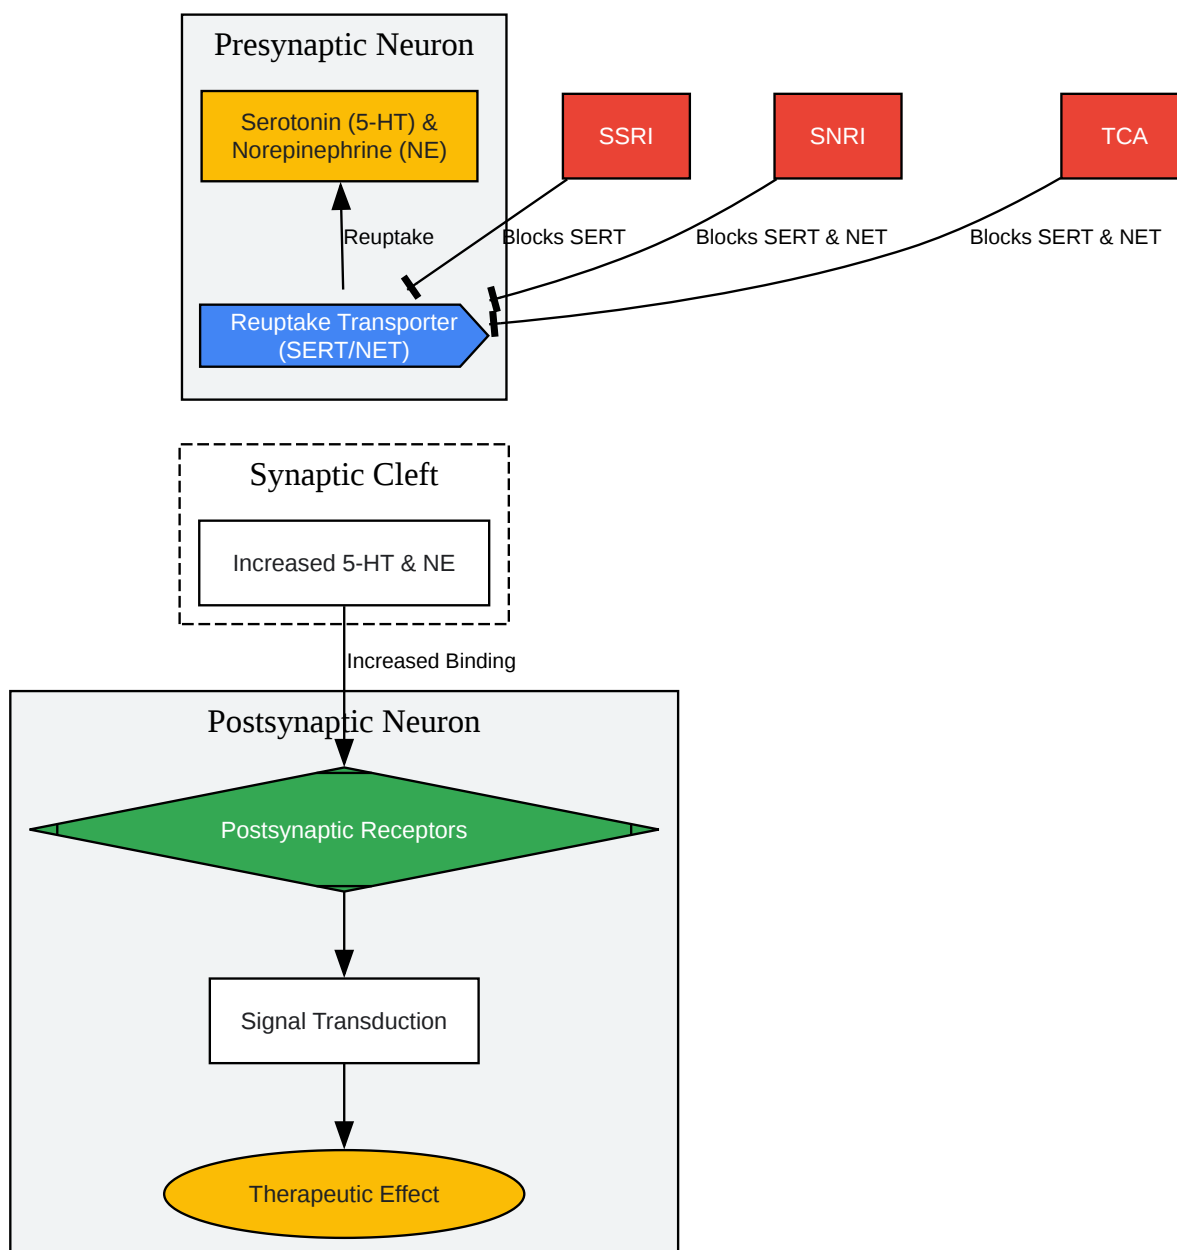 Presynaptic Neuron
Serotonin (5-HT) &
Norepinephrine (NE)
SSRI
SNRI
TCA
Reuptake
Blocks SERT
Blocks SERT & NET
Blocks SERT & NET
Reuptake Transporter
(SERT/NET)
Synaptic Cleft
Increased 5-HT & NE
Increased Binding
Postsynaptic Neuron
Postsynaptic Receptors
Signal Transduction
Therapeutic Effect